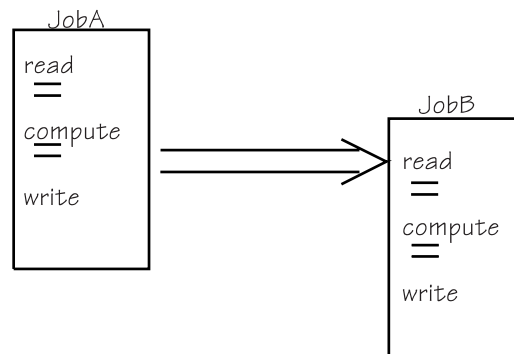 JobA
read
compute
write
JobB
read
compute
write